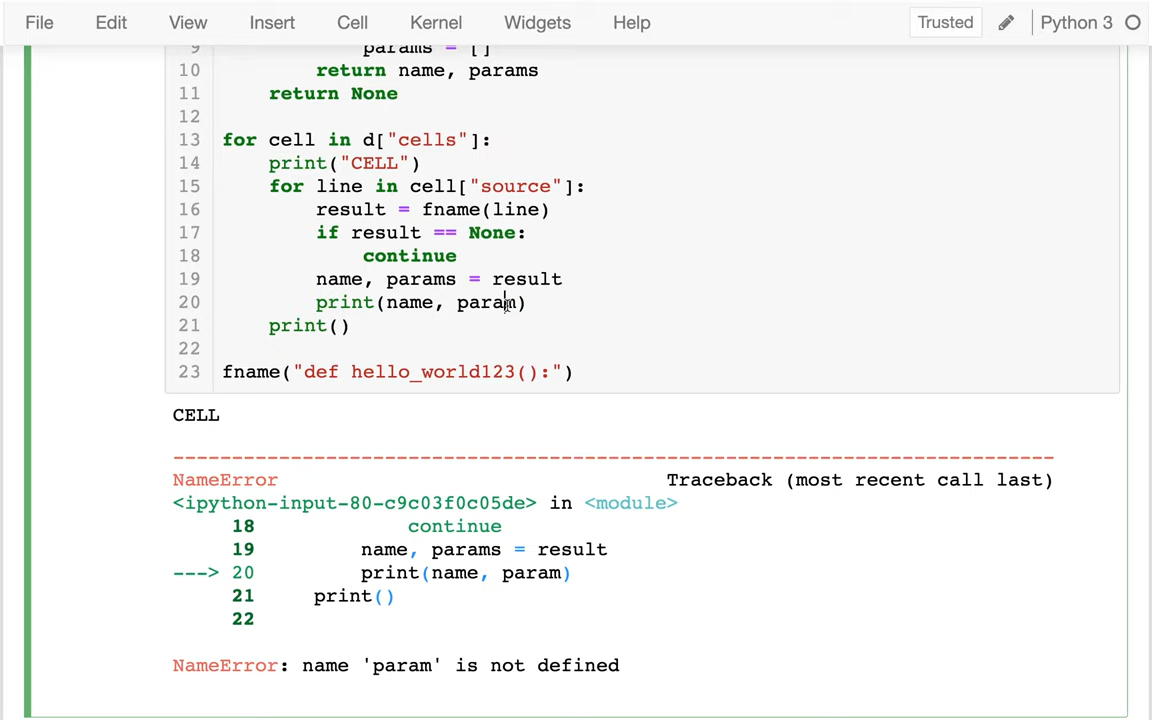 File Edit View Insert Cell Kernel Widgets Help Trusted Python 3
9             params = []
10         return name, params
11     return None
12
13 for cell in d["cells"]:
14     print("CELL")
15     for line in cell["source"]:
16         result = fname(line)
17         if result == None:
18             continue
19         name, params = result
20         print(name, param)
21     print()
22
23 fname("def hello_world123():")
CELL
---------------------------------------------------------------------------
NameError                                 Traceback (most recent call last)
<ipython-input-80-c9c03f0c05de> in <module>
     18             continue
     19         name, params = result
---> 20         print(name, param)
     21     print()
     22
NameError: name 'param' is not defined